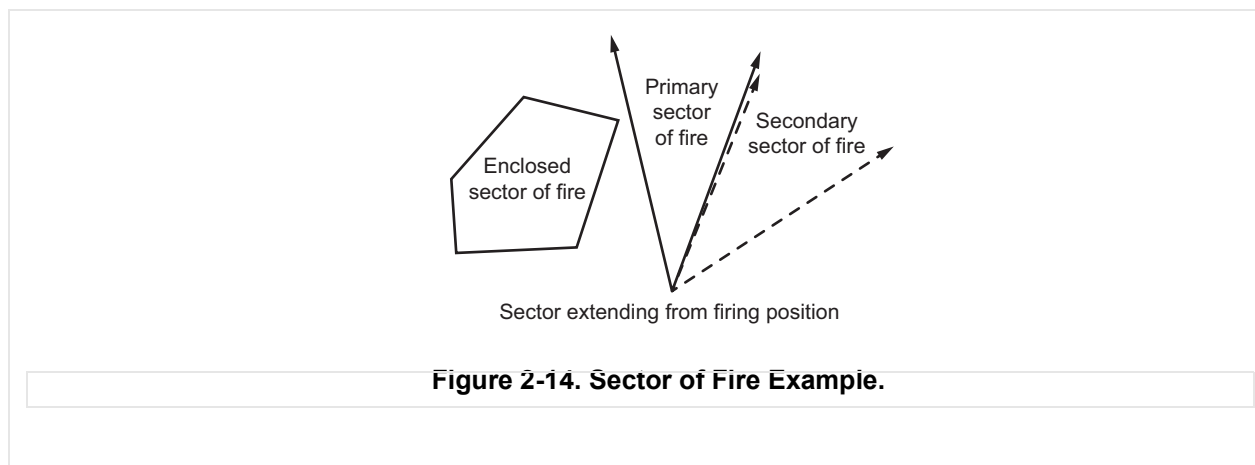 Primary
sector
of fire
Secondary
sector of fire
Enclosed
sector of fire
Sector extending from firing position
Figure 2-14. Sector of Fire Example.